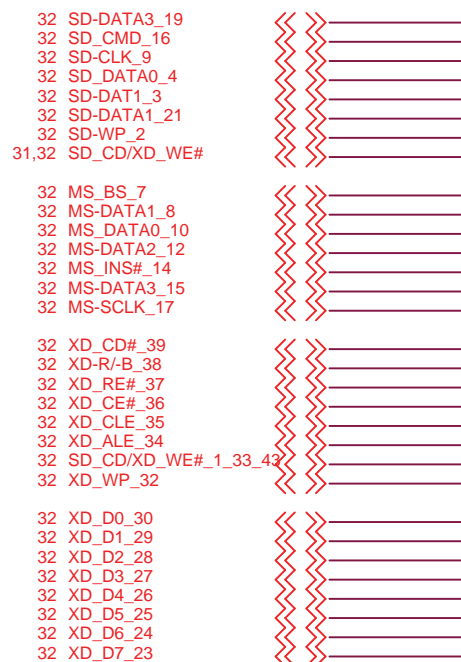 32 SD-DATA3_19
32 SD_CMD_16
32 SD-CLK_9
32 SD_DATA0_4
32 SD-DAT1_3
32 SD-DATA1_21
32 SD-WP_2
31,32 SD_CD/XD_WE#
32 MS_BS_7
32 MS-DATA1_8
32 MS_DATA0_10
32 MS-DATA2_12
32 MS_INS#_14
32 MS-DATA3_15
32 MS-SCLK_17
32 XD_CD#_39
32 XD-R/-B_38
32 XD_RE#_37
32 XD_CE#_36
32 XD_CLE_35
32 XD_ALE_34
32 SD_CD/XD_WE#_1_33_43
32 XD_WP_32
32 XD_D0_30
32 XD_D1_29
32 XD_D2_28
32 XD_D3_27
32 XD_D4_26
32 XD_D5_25
32 XD_D6_24
32 XD_D7_23